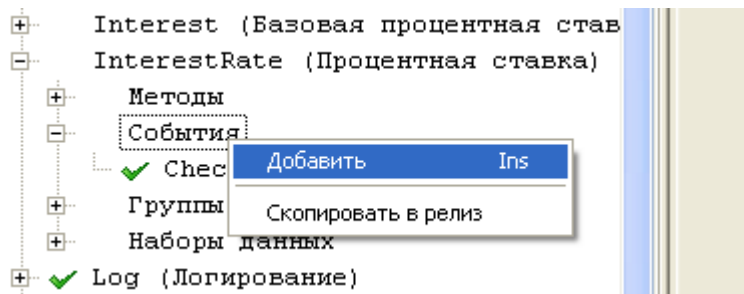 Interest (Базовая процентная став
InterestRate (Процентная ставка)
Методы
События
Добавить Ins
Chec
Группы
Скопировать в релиз
Наборы данных
Log (Логирование)